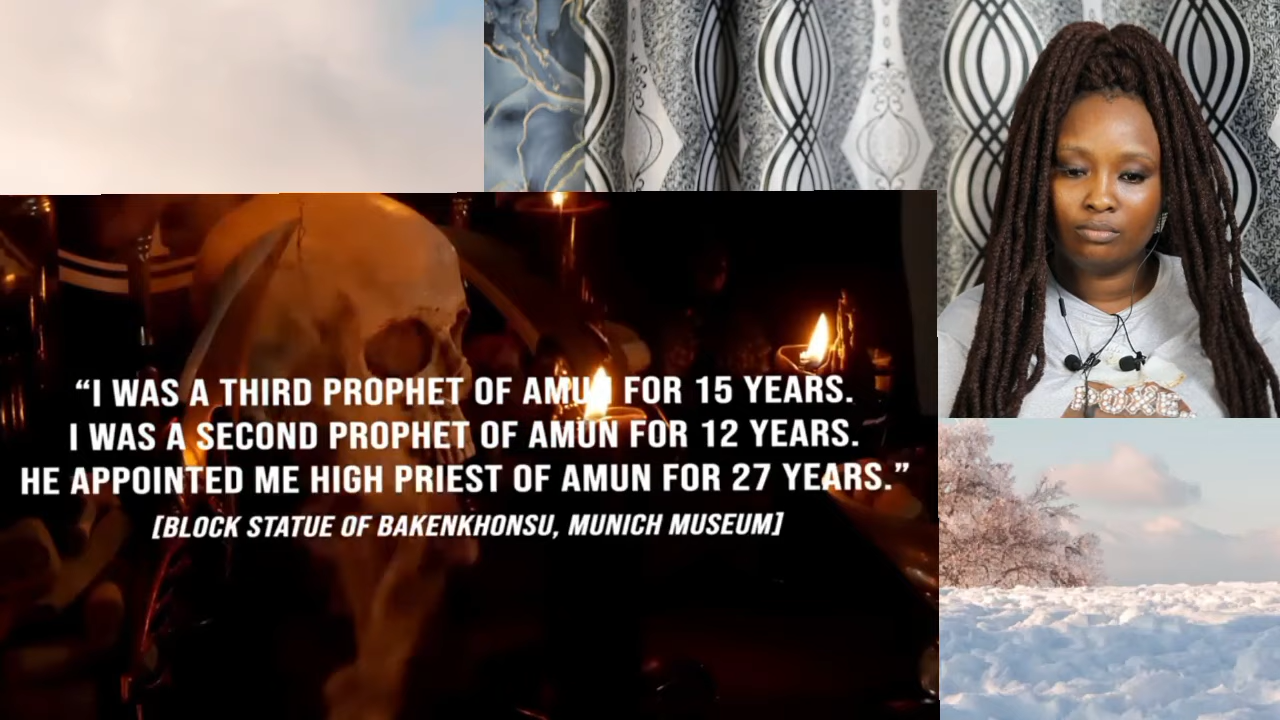 “I WAS A THIRD PROPHET OF AMUN FOR 15 YEARS.
I WAS A SECOND PROPHET OF AMUN FOR 12 YEARS.
HE APPOINTED ME HIGH PRIEST OF AMUN FOR 27 YEARS.”
[BLOCK STATUE OF BAKENKHONSU, MUNICH MUSEUM]